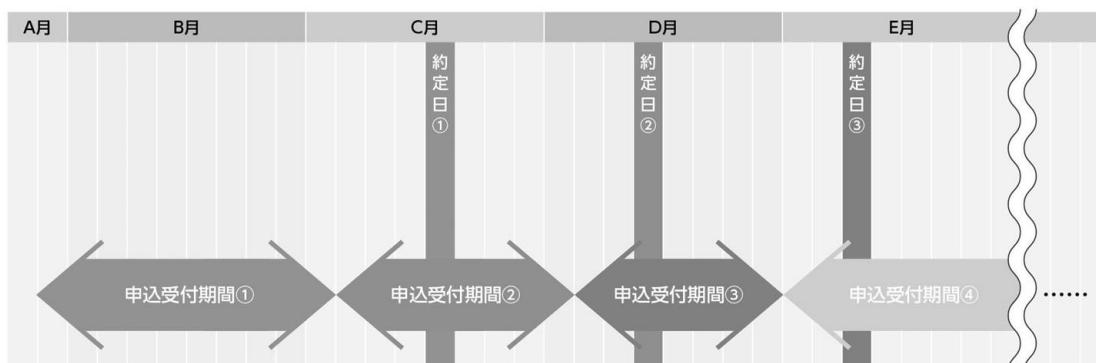 A月 B月 C月 D月 E月
約定日①
約定日②
約定日③
申込受付期間① 申込受付期間② 申込受付期間③ 申込受付期間④ ……